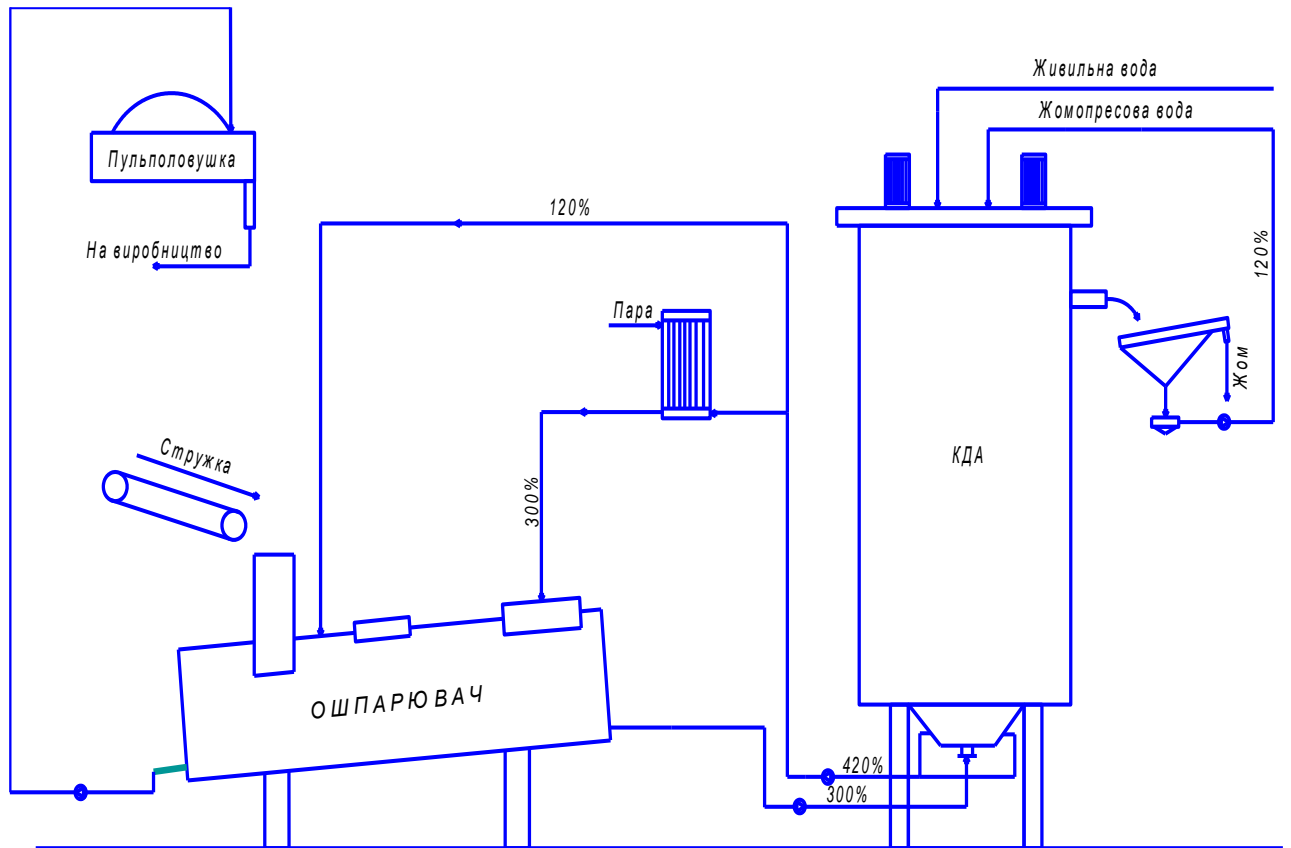 Живильна вода
Жомопресова вода
Пульполовушка
120%
На виробництво
120%
Пара
Жом
Стружка
КДА
300%
ОШПАРЮВАЧ
420%
300%